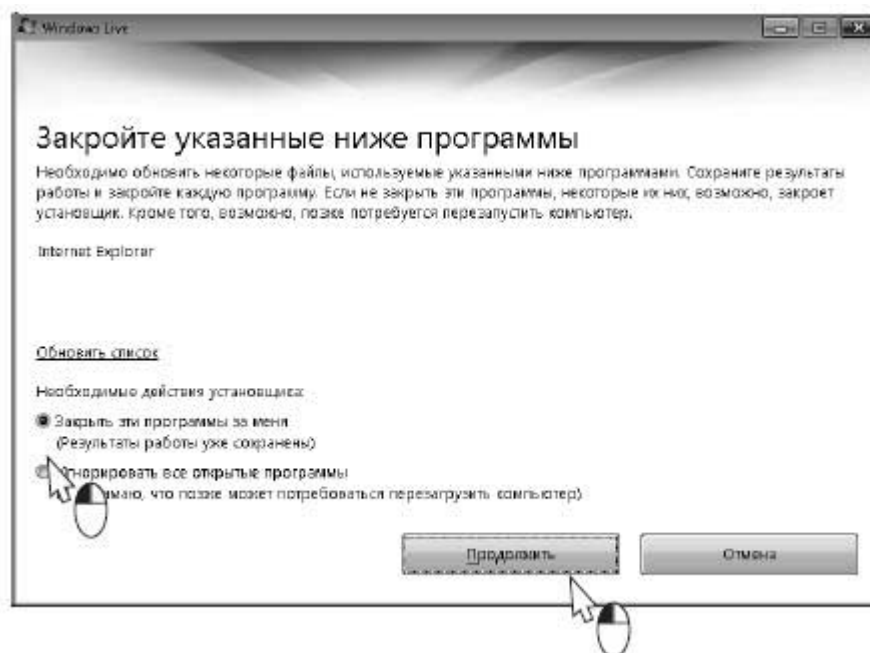 Windows Live
Закройте указанные ниже программы
Необходимо обновить некоторые файлы, используемые указанными ниже программами. Сохраните результаты
работы и закройте каждую программу. Если не закрыть эти программы, некоторые их них, возможно, закроет
установщик. Кроме того, возможно, позже потребуется перезапустить компьютер.
Internet Explorer
Обновить список
Необходимые действия установщика:
Закрыть эти программы за меня
(Результаты работы уже сохранены)
гнорировать все открытые программы
маю, что позже может потребоваться перезагрузить компьютер)
Продолжить
Отмена